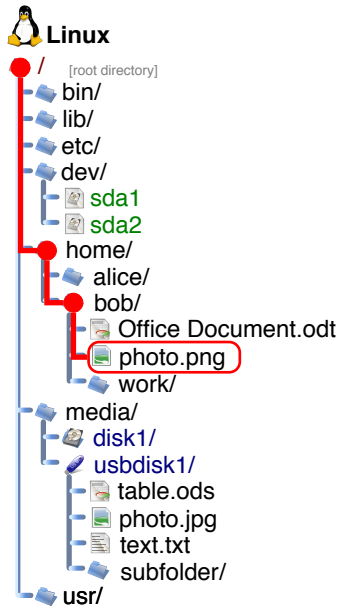 Linux
/ [root directory]
bin/
lib/
etc/
dev/
sda1
sda2
home/
alice/
bob/
Office Document.odt
photo.png
work/
media/
disk1/
usbdisk1/
table.ods
photo.jpg
text.txt
subfolder/
usr/